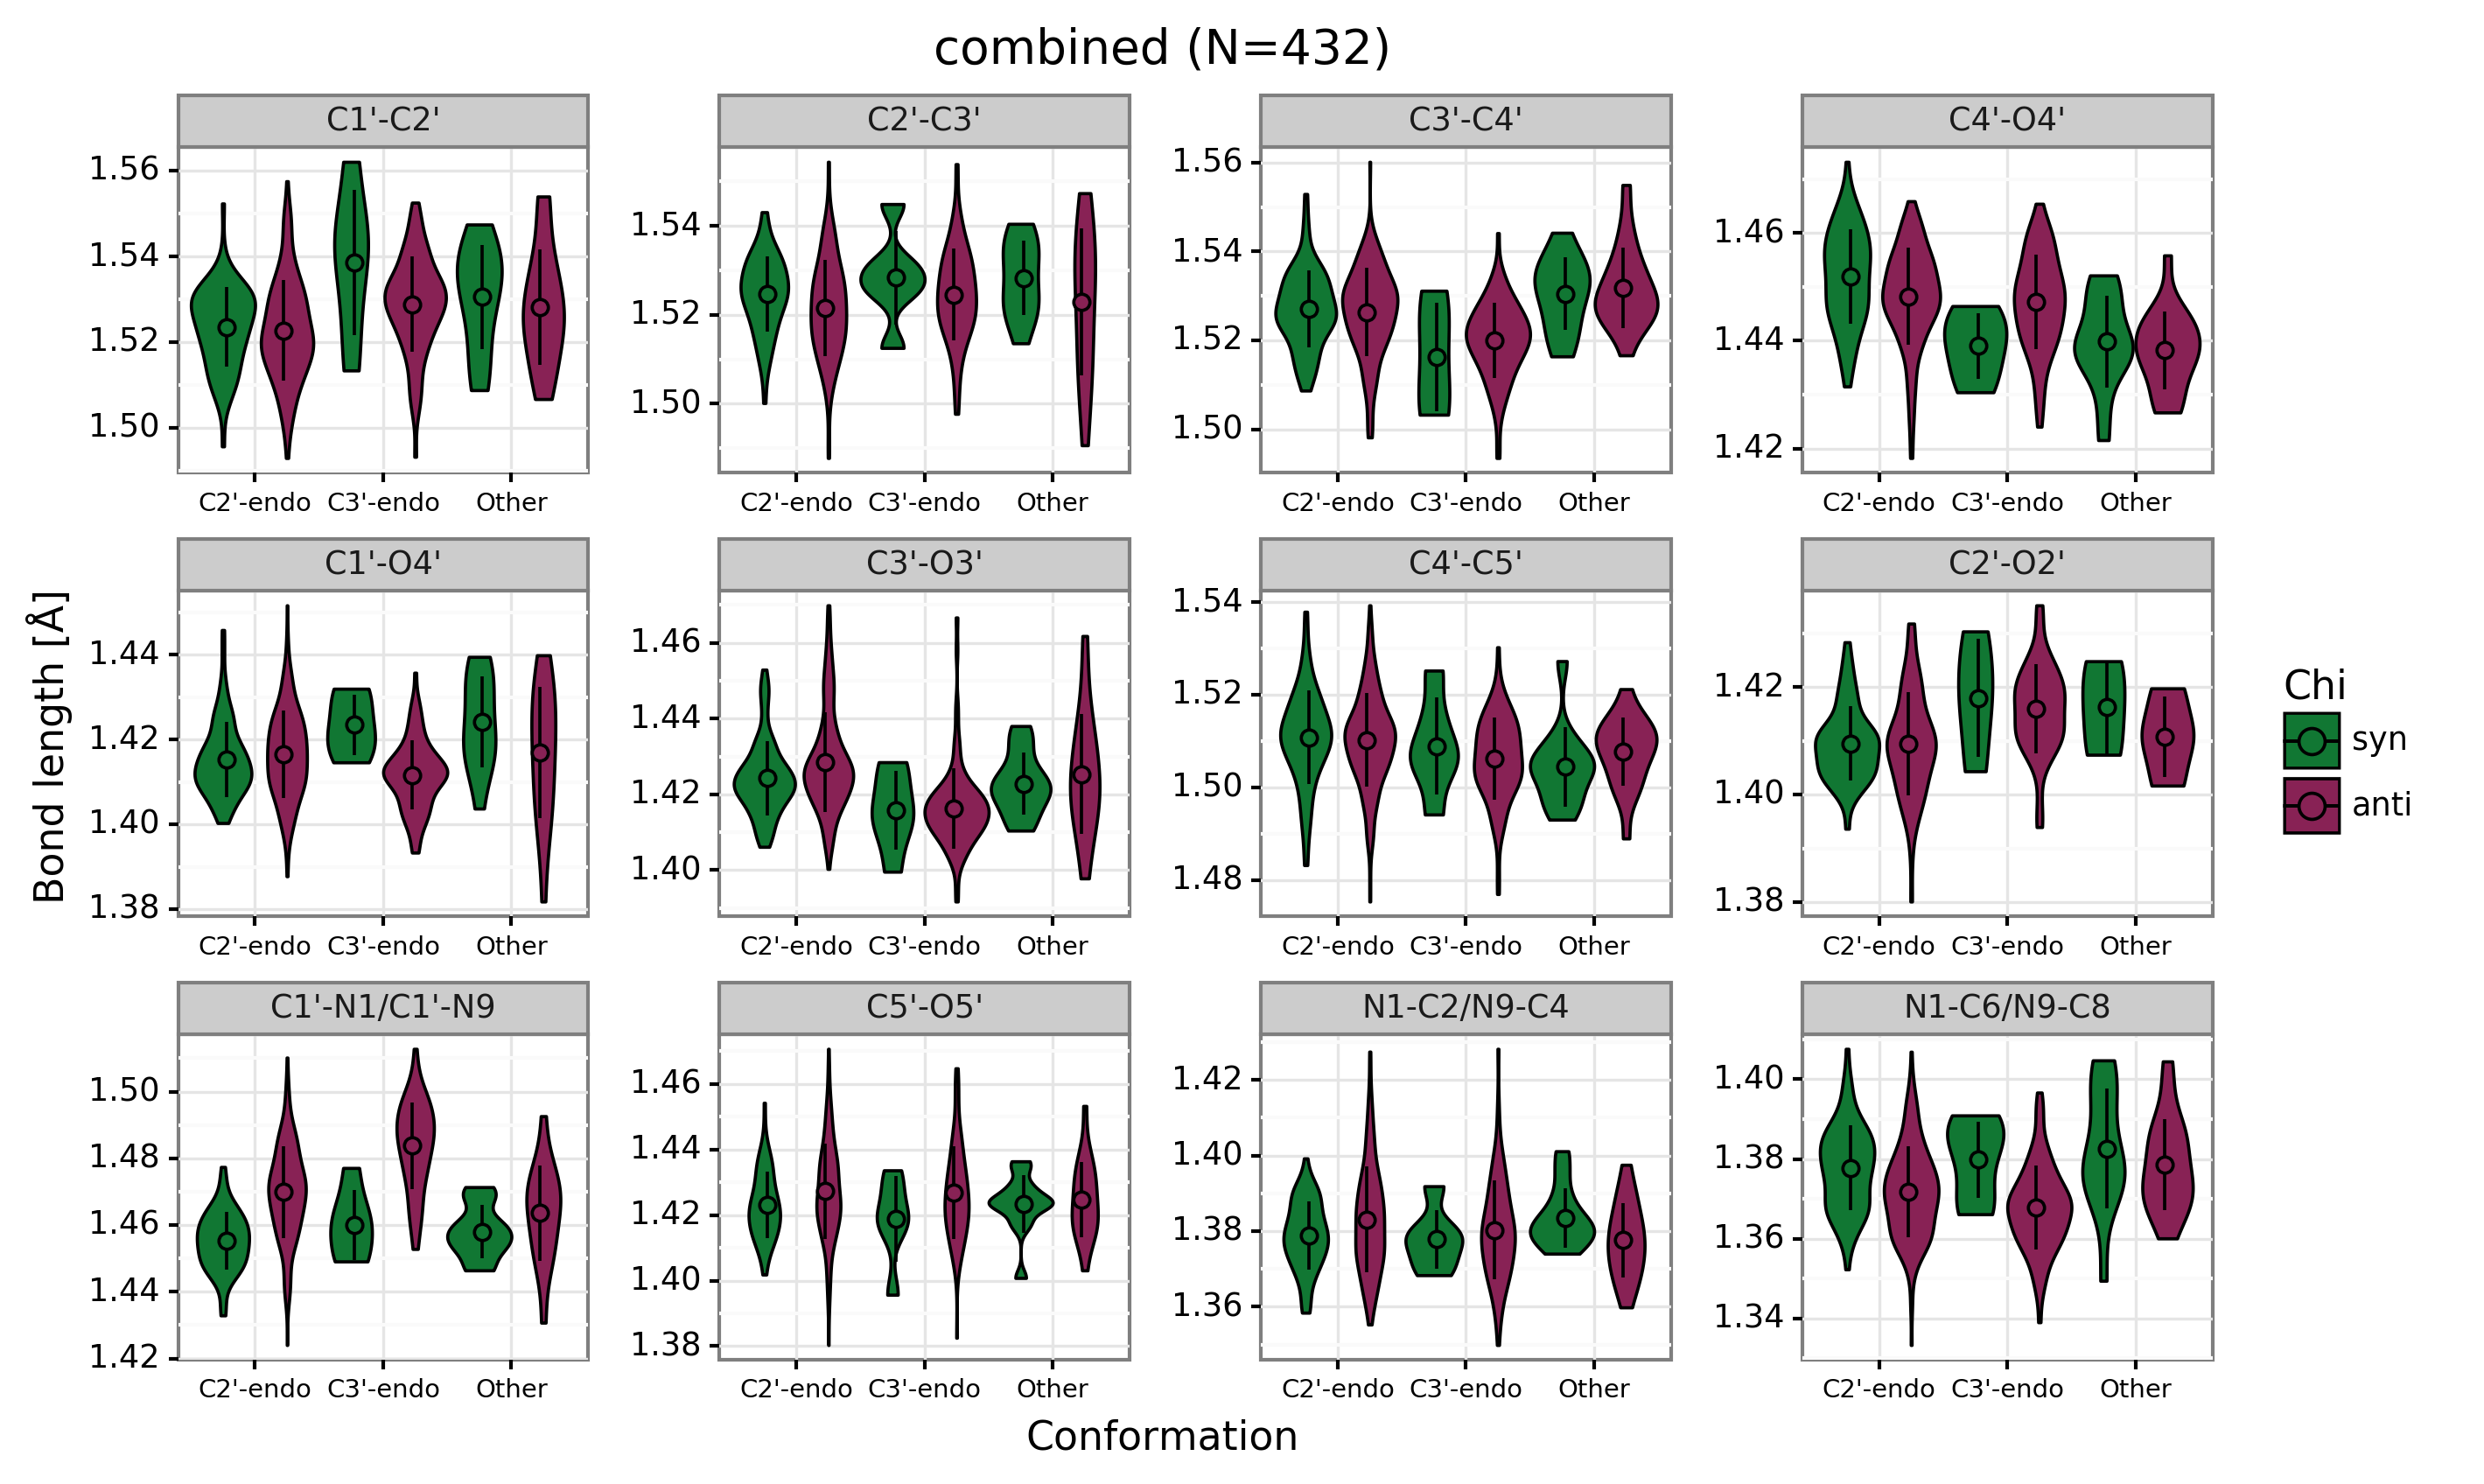 combined (N=432)
C1'-C2'
C2'-C3'
C3'-C4'
C4'-O4'
1.56
1.54
1.52
1.50
1.54
1.52
1.50
1.56
1.54
1.52
1.50
1.46
1.44
1.42
C2'-endo C3'-endo Other
C2'-endo C3'-endo Other
C2'-endo C3'-endo Other
C2'-endo C3'-endo Other
C1'-O4'
C3'-O3'
C4'-C5'
C2'-O2'
Bond length [Å]
1.44
1.42
1.40
1.38
1.46
1.44
1.42
1.40
1.54
1.52
1.50
1.48
1.42
1.40
1.38
C2'-endo C3'-endo Other
C2'-endo C3'-endo Other
C2'-endo C3'-endo Other
C2'-endo C3'-endo Other
Chi
syn
anti
C1'-N1/C1'-N9
C5'-O5'
N1-C2/N9-C4
N1-C6/N9-C8
1.50
1.48
1.46
1.44
1.42
1.46
1.44
1.42
1.40
1.38
1.42
1.40
1.38
1.36
1.40
1.38
1.36
1.34
C2'-endo C3'-endo Other
C2'-endo C3'-endo Other
C2'-endo C3'-endo Other
C2'-endo C3'-endo Other
Conformation